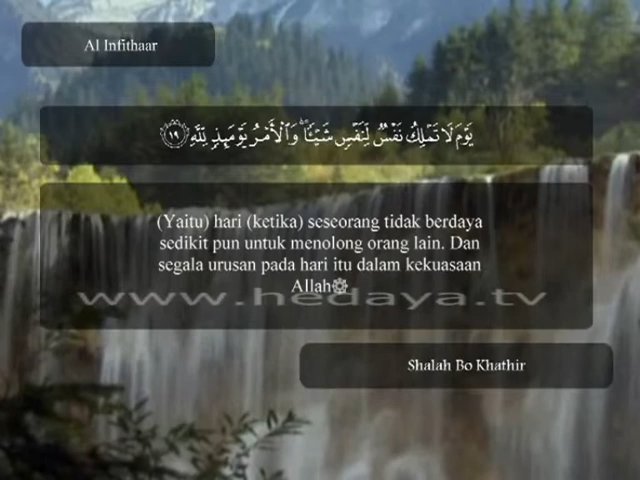 Al Infithaar
يَوْمَ لَا تَمْلِكُ نَفْسٌ لِّنَفْسٍ شَيْـًٔا ۖ وَٱلْأَمْرُ يَوْمَئِذٍ لِّلَّهِ ۝١٩
(Yaitu) hari (ketika) seseorang tidak berdaya
sedikit pun untuk menolong orang lain. Dan
segala urusan pada hari itu dalam kekuasaan
Allah۝
www.hedaya.tv
Shalah Bo Khathir